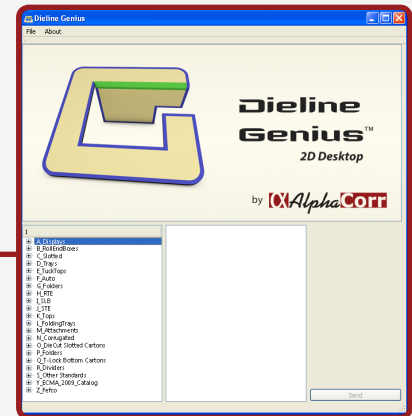 Dieline Genius
File About
Dieline
Genius™
2D Desktop
by AlphaCorr
1
A_Displays
B_RollEndBoxes
C_Slotted
D_Trays
E_TuckTops
F_Auto
G_Folders
H_RTE
I_SLB
J_STE
K_Tops
L_FoldingTrays
M_Attachments
N_Corrugated
O_DieCut Slotted Cartons
P_Folders
Q_T-Lock Bottom Cartons
R_Dividers
S_Other Standards
Y_ECMA_2009_Catalog
Z_Fefco
Send